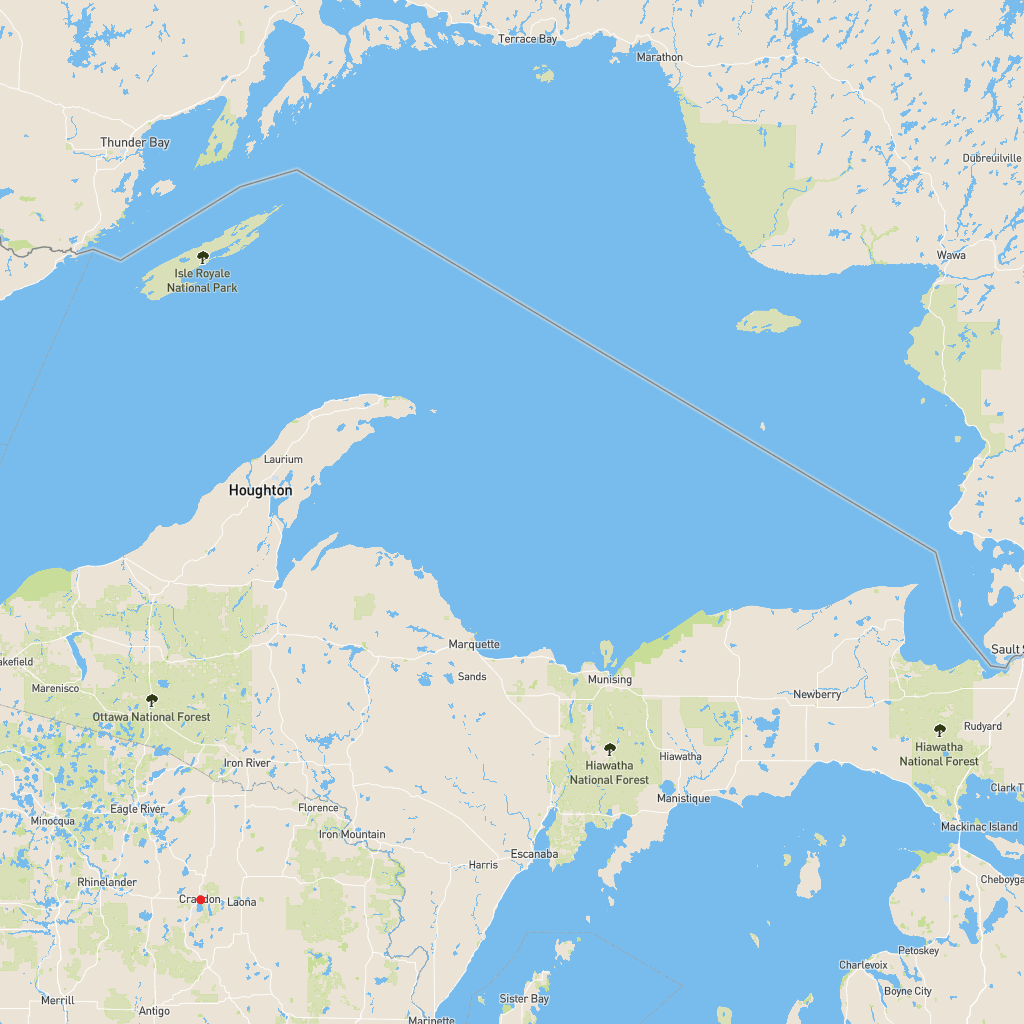 Terrace Bay
Marathon
Thunder Bay
Dubreuilville
Wawa
Isle Royale
National Park
Laurium
Houghton
Marquette
Sault S
akefield
Sands
Munising
Marenisco
Newberry
Ottawa National Forest
Rudyard
Hiawatha
National Forest
Hiawatha
Iron River
Hiawatha
National Forest
Clark T
Manistique
Eagle River
Florence
Minocqua
Mackinac Island
Iron Mountain
Escanaba
Harris
Rhinelander
Cheboyga
Crandon
Laona
Petoskey
Charlevoix
Boyne City
Merrill
Sister Bay
Antigo
Marinette